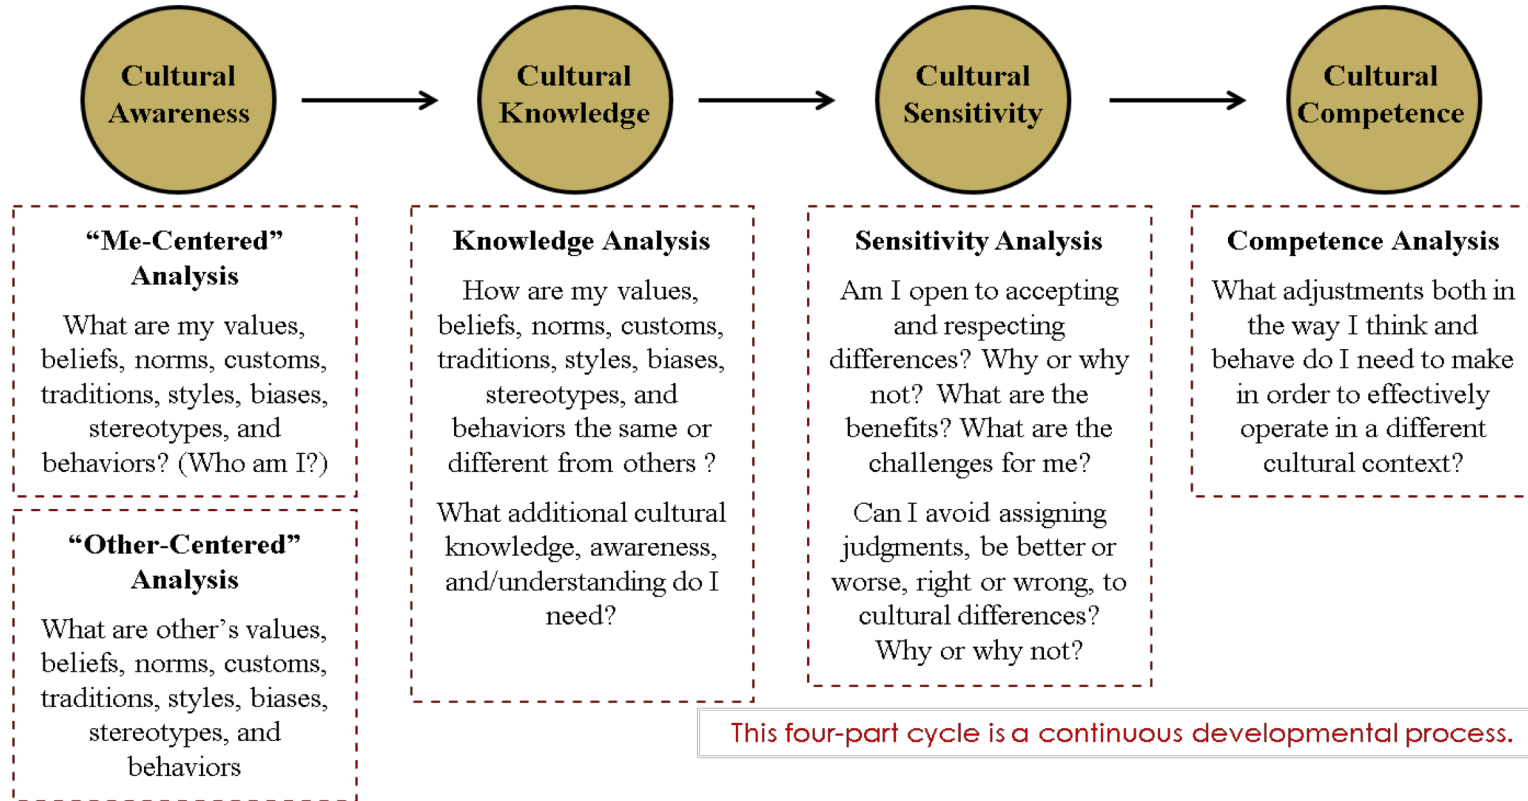 Cultural
Awareness
Cultural
Knowledge
Cultural
Sensitivity
Cultural
Competence
“Me-Centered”
Analysis
What are my values,
beliefs, norms, customs,
traditions, styles, biases,
stereotypes, and
behaviors? (Who am I?)
“Other-Centered”
Analysis
What are other’s values,
beliefs, norms, customs,
traditions, styles, biases,
stereotypes, and
behaviors
Knowledge Analysis
How are my values,
beliefs, norms, customs,
traditions, styles, biases,
stereotypes, and
behaviors the same or
different from others ?
What additional cultural
knowledge, awareness,
and/understanding do I
need?
Sensitivity Analysis
Am I open to accepting
and respecting
differences? Why or why
not?  What are the
benefits? What are the
challenges for me?
Can I avoid assigning
judgments, be better or
worse, right or wrong, to
cultural differences?
Why or why not?
Competence Analysis
What adjustments both in
the way I think and
behave do I need to make
in order to effectively
operate in a different
cultural context?
This four-part cycle is a continuous developmental process.